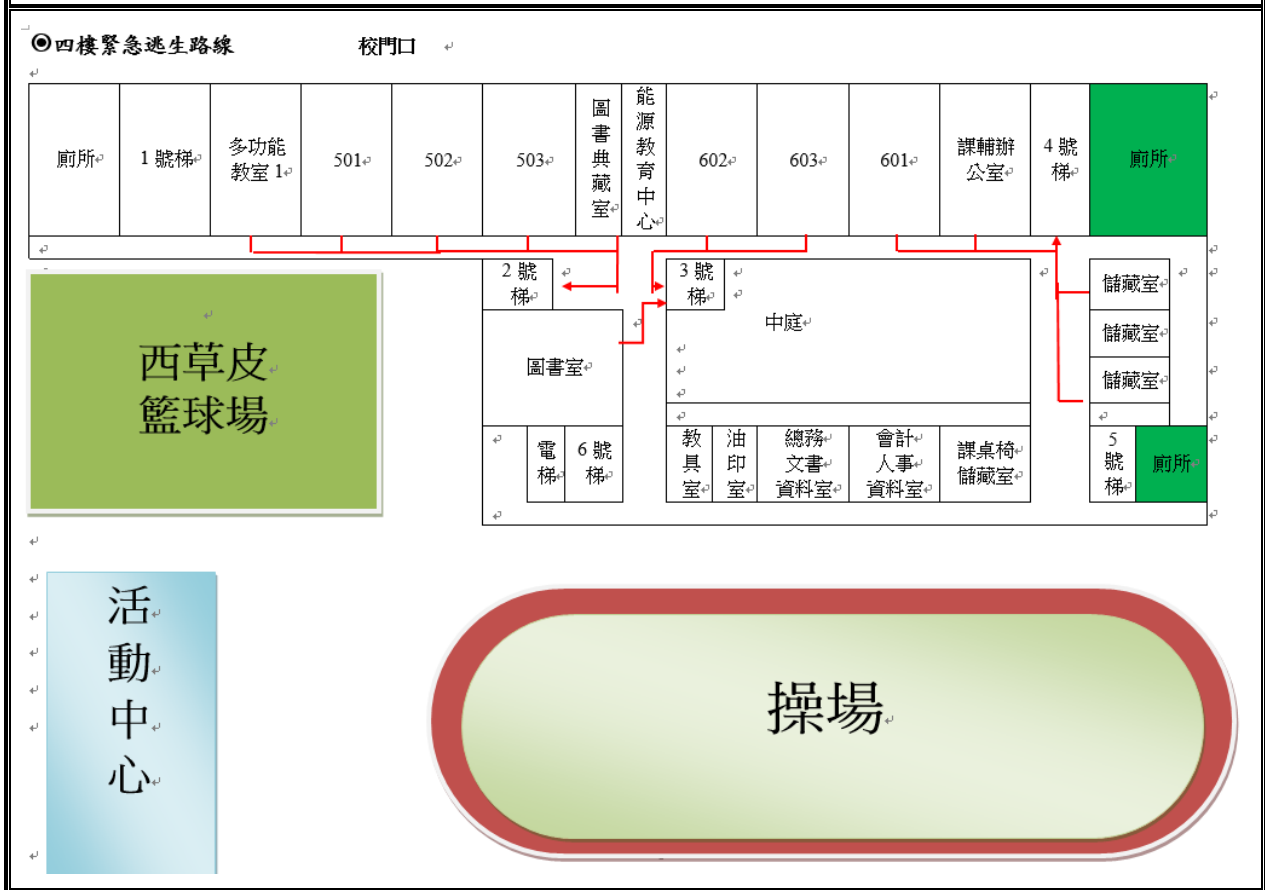 ◉四樓緊急逃生路線 校門口
廁所
1 號梯
多功能
教室 1
501
502
503
圖
書
典
藏
室
能
源
教
育
中
心
602
603
601
課輔辦
公室
4 號
梯
廁所
2 號
梯
3 號
梯
中庭
儲藏室
儲藏室
儲藏室
圖書室
西草皮
籃球場
電
梯
6 號
梯
教
具
室
油
印
室
總務
文書
資料室
會計
人事
資料室
課桌椅
儲藏室
5
號
梯
廁所
活
動
中
心
操場